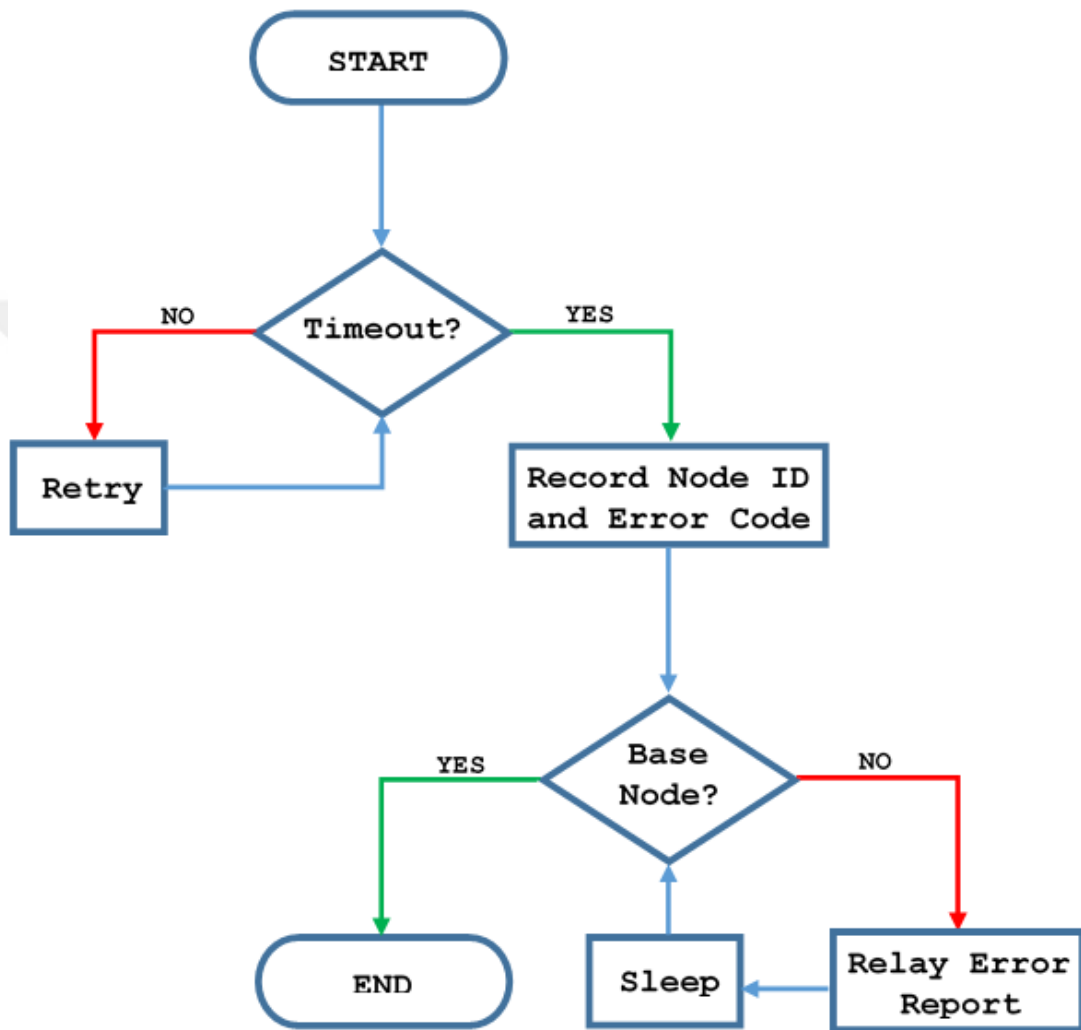 START
Timeout?
NO
YES
Retry
Record Node ID
and Error Code
Base
Node?
YES
NO
END
Sleep
Relay Error
Report